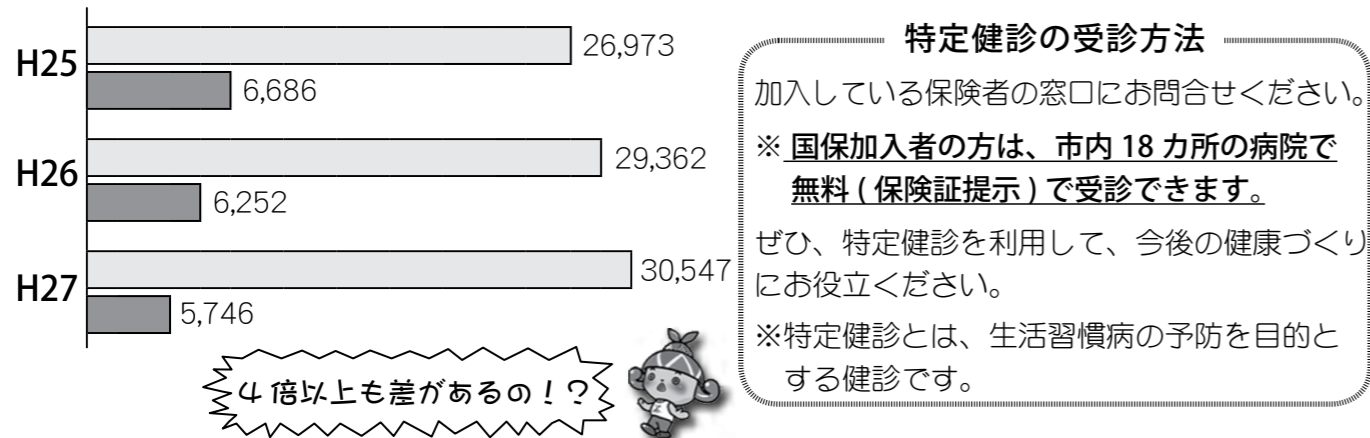 H25
26,973
6,686
H26
29,362
6,252
H27
30,547
5,746
4倍以上も差があるの！？
特定健診の受診方法
加入している保険者の窓口にお問合せください。
※ 国保加入者の方は、市内 18 カ所の病院で
無料 ( 保険証提示 ) で受診できます。
ぜひ、特定健診を利用して、今後の健康づくり
にお役立ください。
※特定健診とは、生活習慣病の予防を目的と
する健診です。